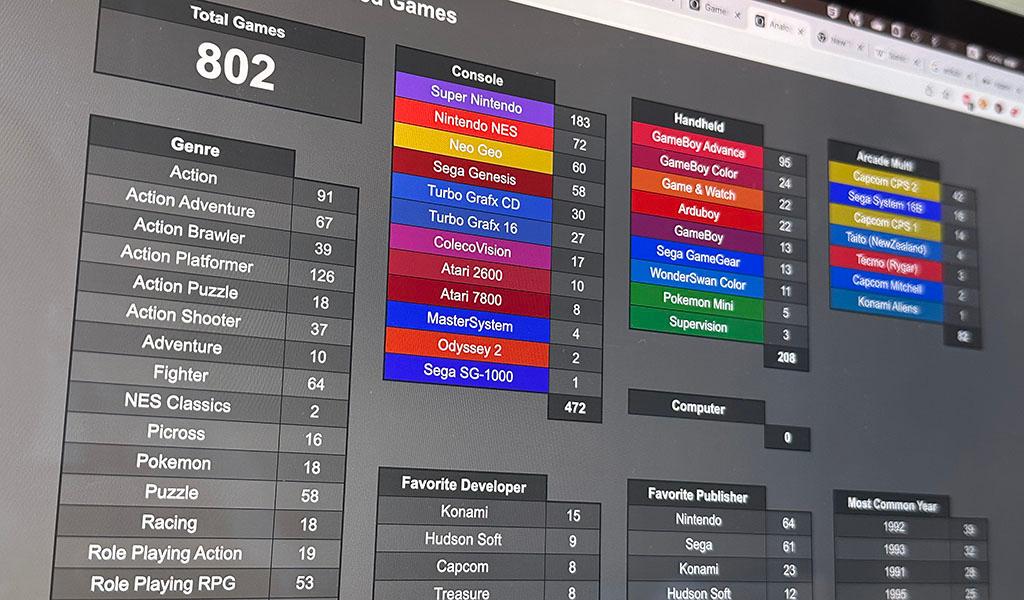 ed Games
Total Games
802
Genre
Action 91
Action Adventure 67
Action Brawler 39
Action Platformer 126
Action Puzzle 18
Action Shooter 37
Adventure 10
Fighter 64
NES Classics 2
Picross 16
Pokemon 18
Puzzle 58
Racing 18
Role Playing Action 19
Role Playing RPG 53
Console
Super Nintendo 183
Nintendo NES 72
Neo Geo 60
Sega Genesis 58
Turbo Grafx CD 30
Turbo Grafx 16 27
ColecoVision 17
Atari 2600 10
Atari 7800 8
MasterSystem 4
Odyssey 2 2
Sega SG-1000 1
472
Handheld
GameBoy Advance 95
GameBoy Color 24
Game & Watch 22
Arduboy 22
GameBoy 13
Sega GameGear 13
WonderSwan Color 11
Pokemon Mini 5
Supervision 3
208
Arcade Multi
Capcom CPS 2 42
Sega System 16B 16
Capcom CPS 1 14
Taito (NewZealand) 4
Tecmo (Rygar) 3
Capcom Mitchell 2
Konami Aliens 1
82
Computer
0
Favorite Developer
Konami 15
Hudson Soft 9
Capcom 8
Treasure 8
Favorite Publisher
Nintendo 64
Sega 61
Konami 23
Hudson Soft 12
Most Common Year
1992 39
1993 32
1991
1995
Game
Analo
New